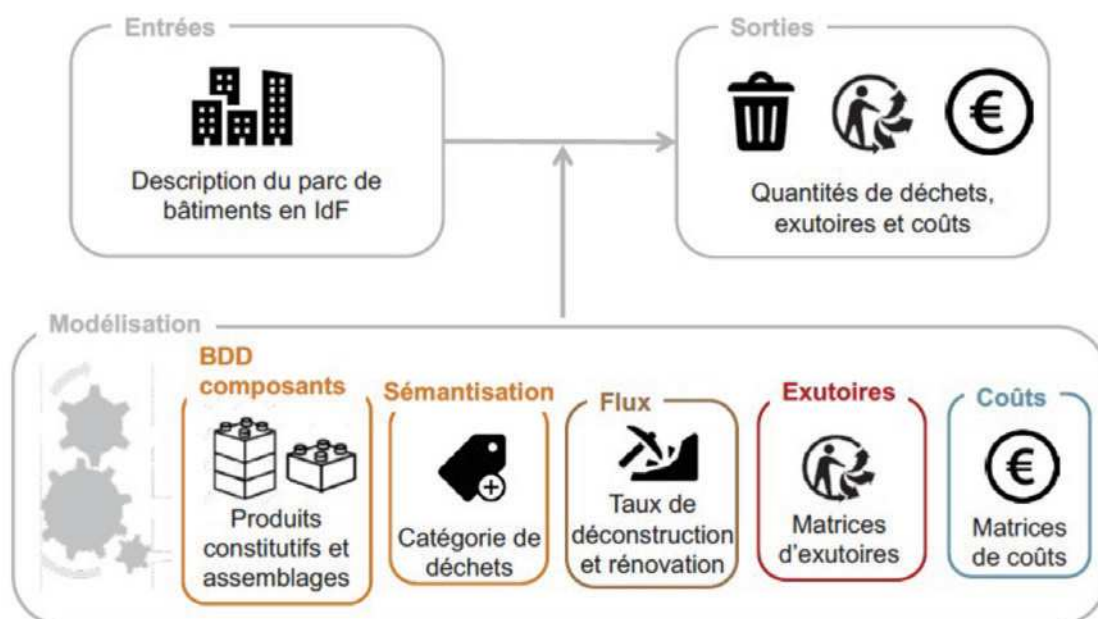 Entrées
Description du parc de
bâtiments en IdF
Sorties
€
Quantités de déchets,
exutoires et coûts
Modélisation
BDD
composants
Produits
constitutifs et
assemblages
Sémantisation
Catégorie de
déchets
Flux
Taux de
déconstruction
et rénovation
Exutoires
Matrices
d'exutoires
Coûts
€
Matrices
de coûts